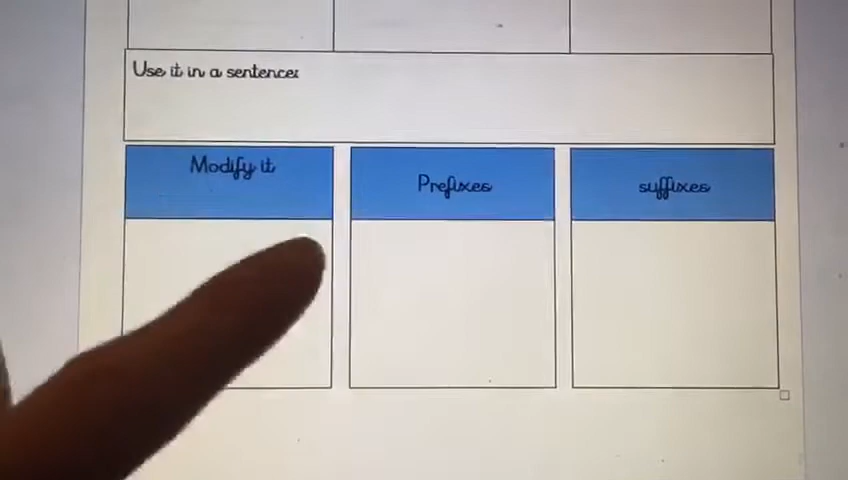 Use it in a sentence:
Modify it
Prefixes
suffixes